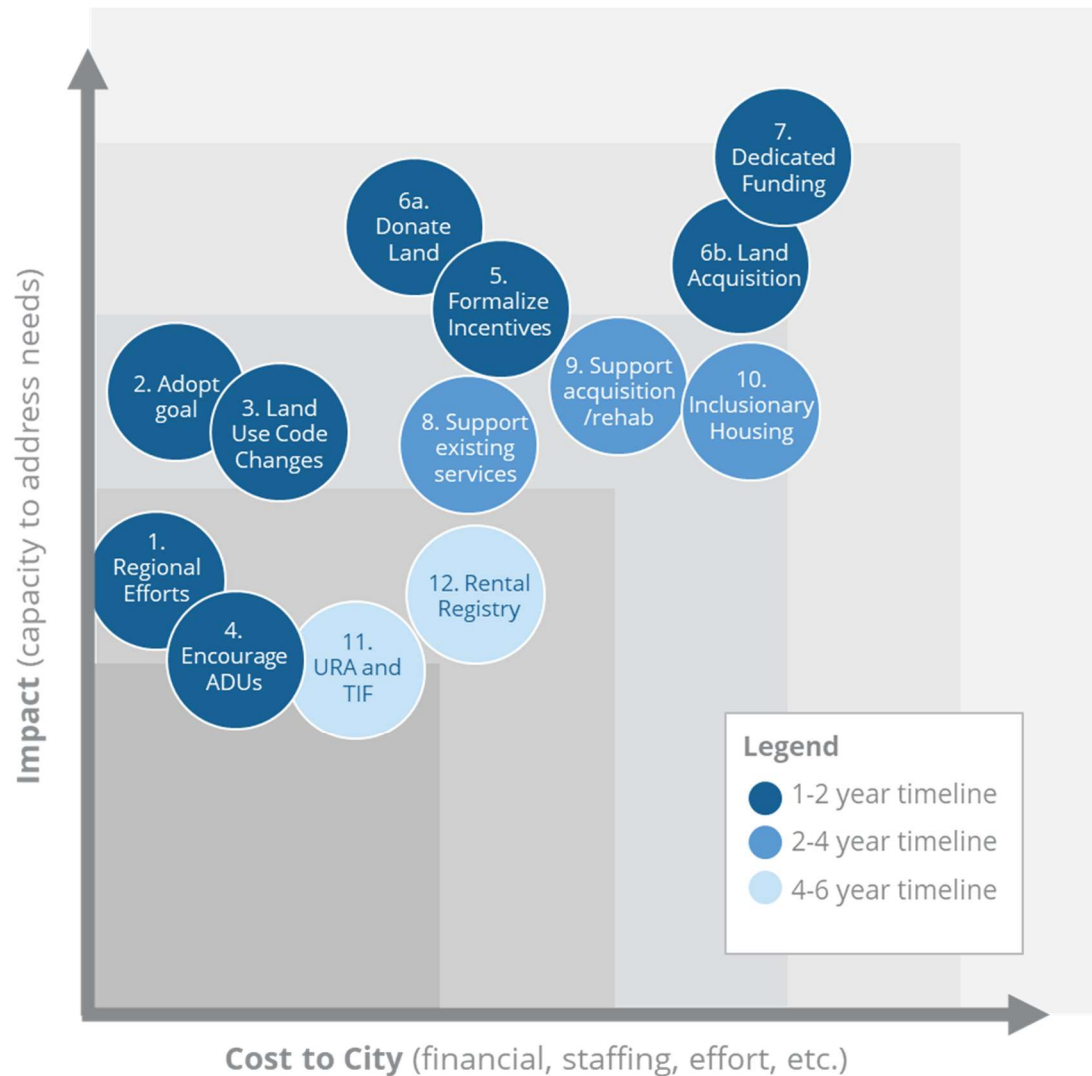 7.
Dedicated
Funding
6a.
Donate
Land
6b. Land
Acquisition
5.
Formalize
Incentives
2. Adopt
goal
3. Land
Use Code
Changes
9. Support
acquisition
/rehab
10.
Inclusionary
Housing
8. Support
existing
services
1.
Regional
Efforts
12. Rental
Registry
4.
Encourage
ADUs
11.
URA and
TIF
Impact (capacity to address needs)
Legend
1-2 year timeline
2-4 year timeline
4-6 year timeline
Cost to City (financial, staffing, effort, etc.)